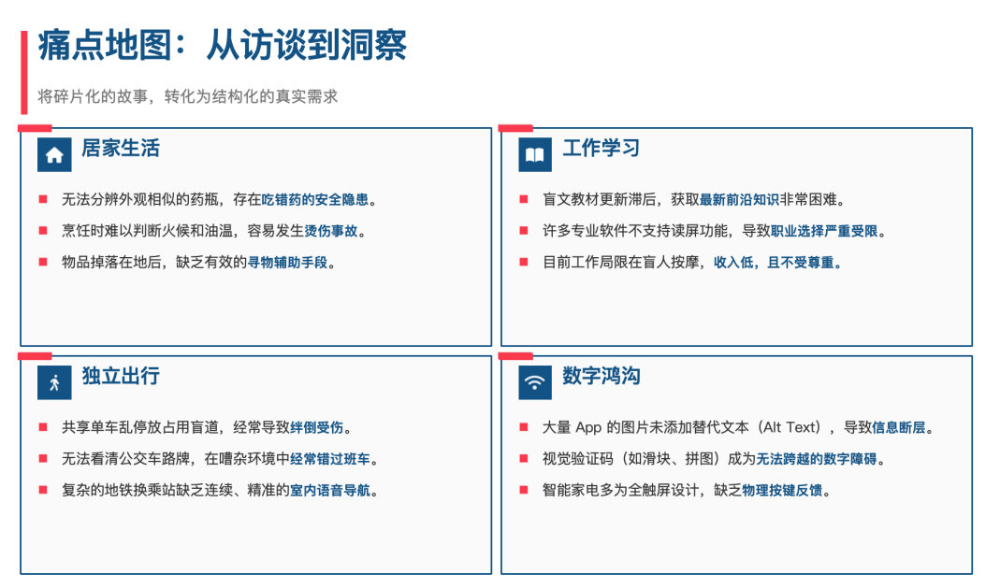 痛点地图：从访谈到洞察
将碎片化的故事，转化为结构化的真实需求
居家生活
无法分辨外观相似的药瓶，存在吃错药的安全隐患。
烹饪时难以判断火候和油温，容易发生烫伤事故。
物品掉落在地后，缺乏有效的寻物辅助手段。
工作学习
盲文教材更新滞后，获取最新前沿知识非常困难。
许多专业软件不支持读屏功能，导致职业选择严重受限。
目前工作局限在盲人按摩，收入低，且不受尊重。
独立出行
共享单车乱停放占用盲道，经常导致绊倒受伤。
无法看清公交车路牌，在嘈杂环境中经常错过班车。
复杂的地铁换乘站缺乏连续、精准的室内语音导航。
数字鸿沟
大量 App 的图片未添加替代文本（Alt Text），导致信息断层。
视觉验证码（如滑块、拼图）成为无法跨越的数字障碍。
智能家电多为全触屏设计，缺乏物理按键反馈。